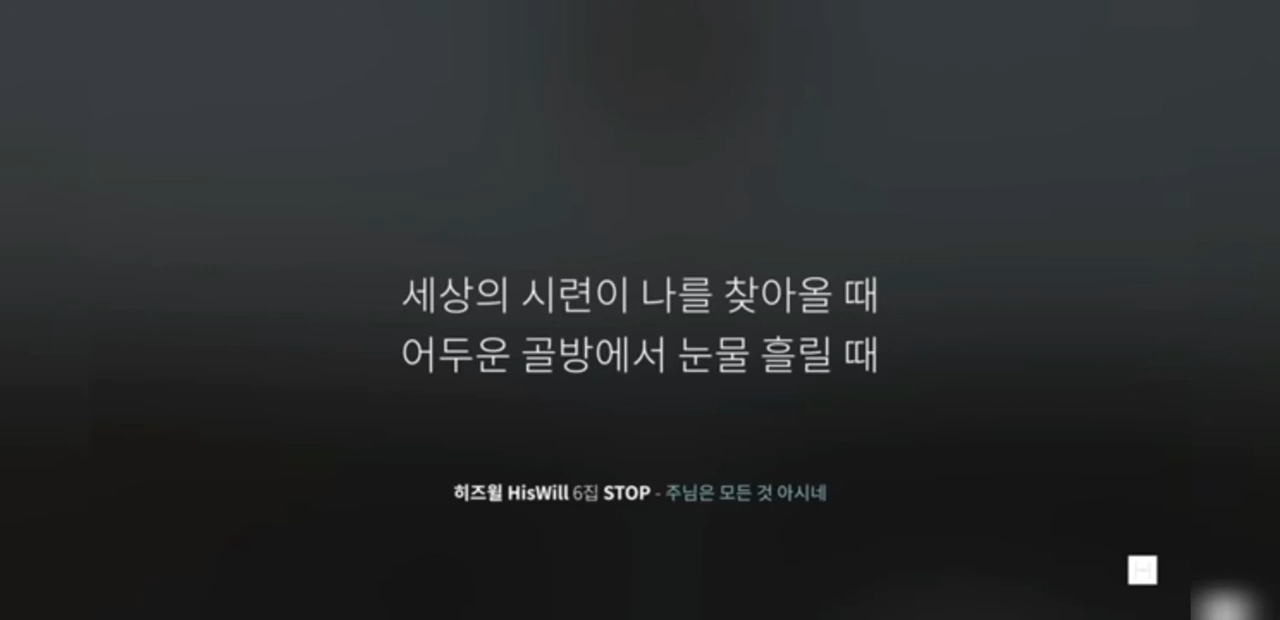 세상의 시련이 나를 찾아올 때
어두운 골방에서 눈물 흘릴 때
히즈윌 HisWill 6집 STOP - 주님은 모든 것 아시네